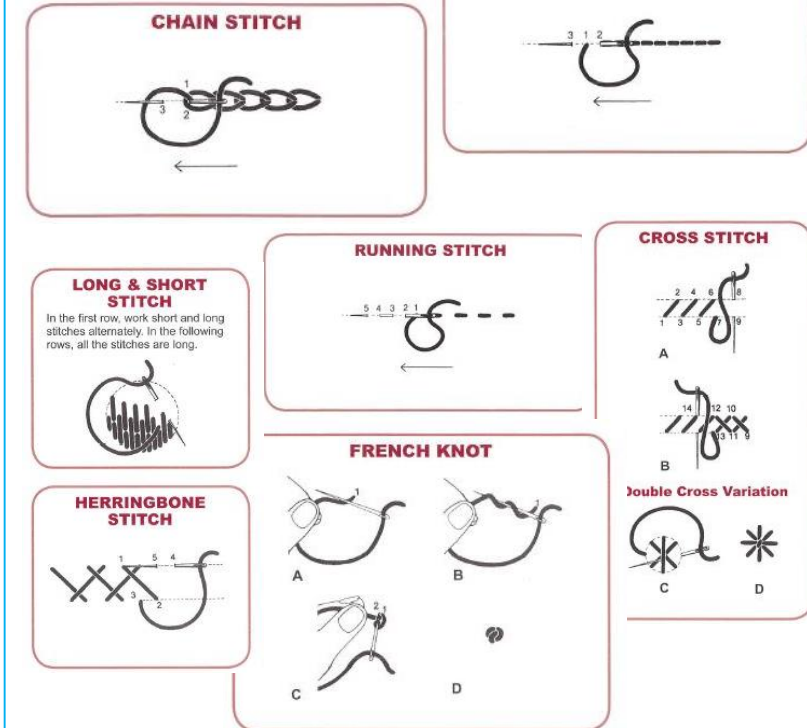 CHAIN STITCH
1
3
2
3 1 2
LONG & SHORT
STITCH
In the first row, work short and long
stitches alternately. In the following
rows, all the stitches are long.
RUNNING STITCH
5 4 3 2 1
CROSS STITCH
2 4 6 8
1 3 5 7 9
A
14 12 10
13 11 9
B
Double Cross Variation
C D
HERRINGBONE
STITCH
1 5 4
3 2
FRENCH KNOT
1
A
1
B
2 1
C
D